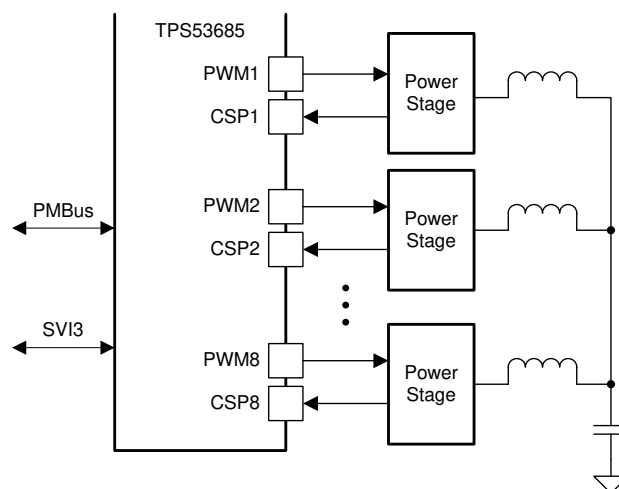 TPS53685
PWM1
CSP1
Power
Stage
PMBus
PWM2
CSP2
Power
Stage
SVI3
PWM8
CSP8
Power
Stage